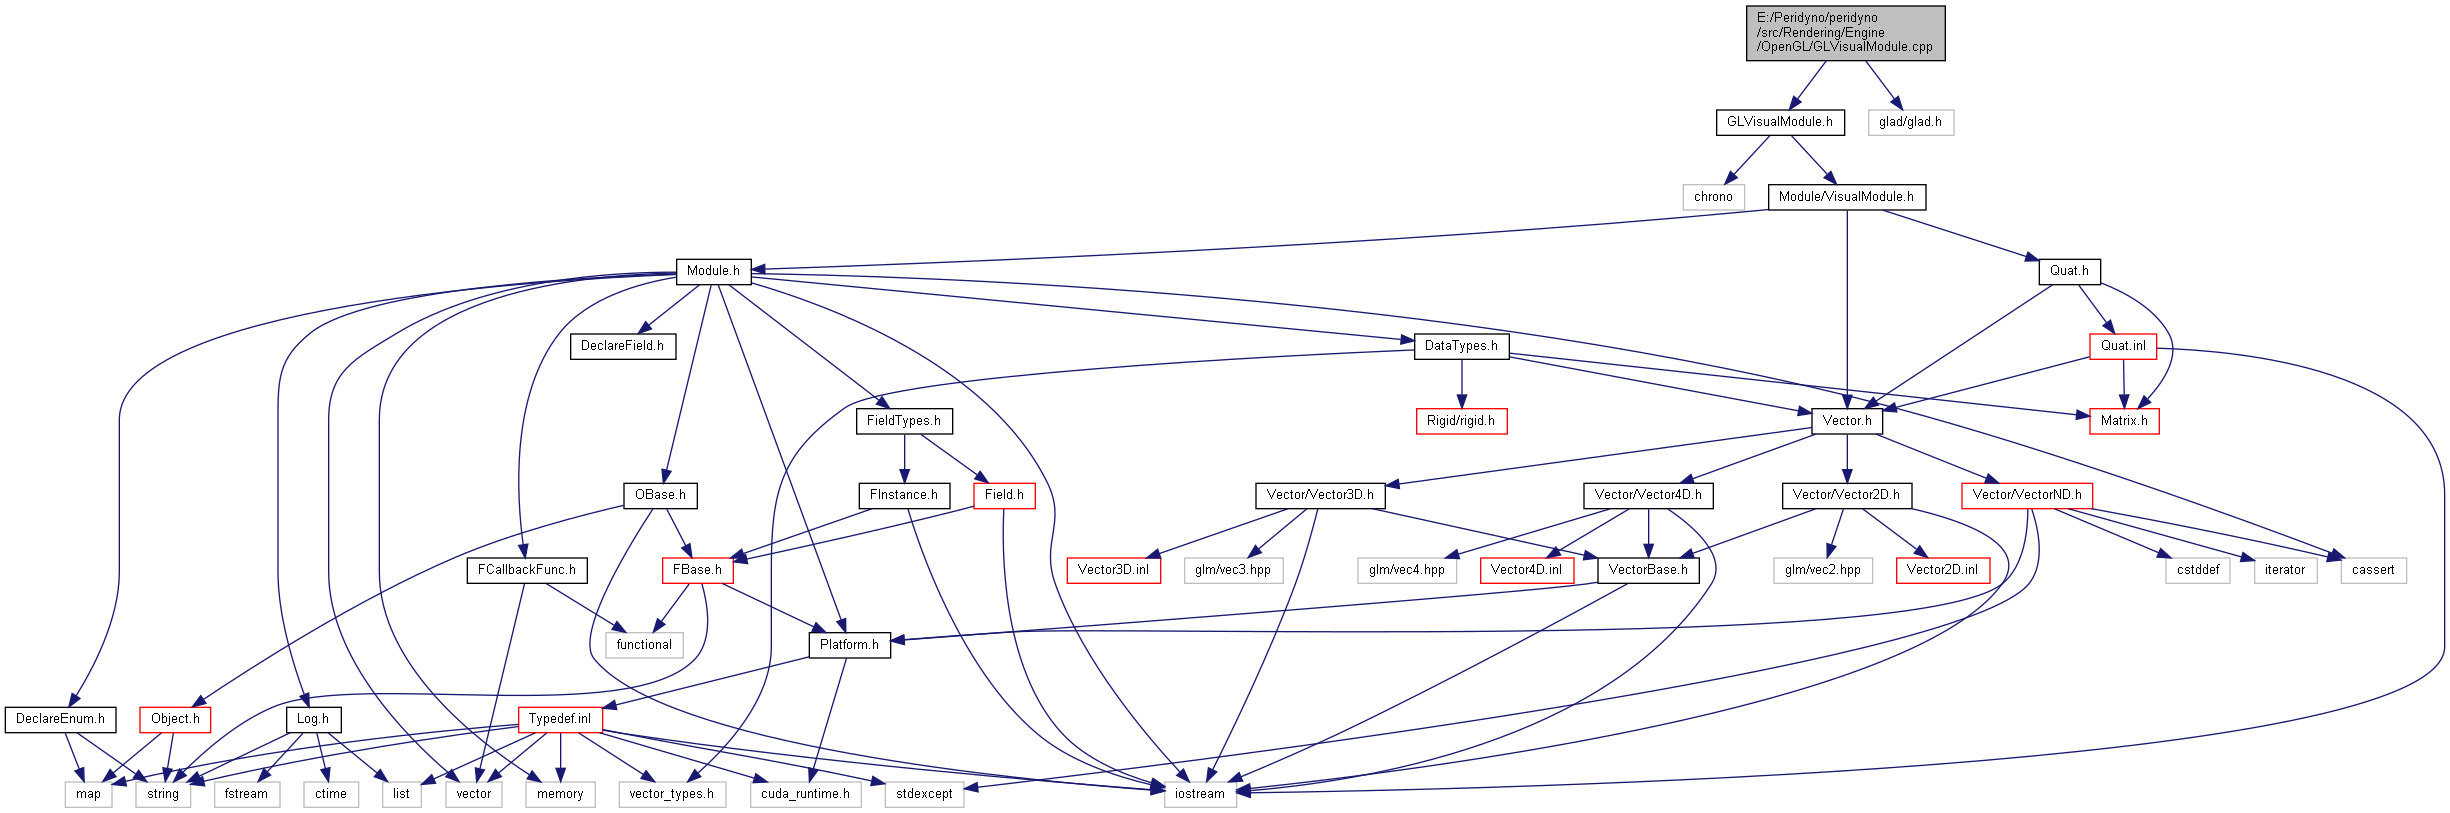 E:/Peridyno/peridyno
/src/Rendering/Engine
/OpenGL/GLVisualModule.cpp
GLVisualModule.h
glad/glad.h
chrono
Module/VisualModule.h
Module.h
Quat.h
DeclareField.h
DataTypes.h
Quat.inl
FieldTypes.h
Rigid/rigid.h
Vector.h
Matrix.h
OBase.h
FInstance.h
Field.h
Vector/Vector3D.h
Vector/Vector4D.h
Vector/Vector2D.h
Vector/VectorND.h
FCallbackFunc.h
FBase.h
Vector3D.inl
glm/vec3.hpp
glm/vec4.hpp
Vector4D.inl
VectorBase.h
glm/vec2.hpp
Vector2D.inl
cstddef
iterator
cassert
functional
Platform.h
DeclareEnum.h
Object.h
Log.h
Typedef.inl
map
string
fstream
ctime
list
vector
memory
vector_types.h
cuda_runtime.h
stdexcept
iostream